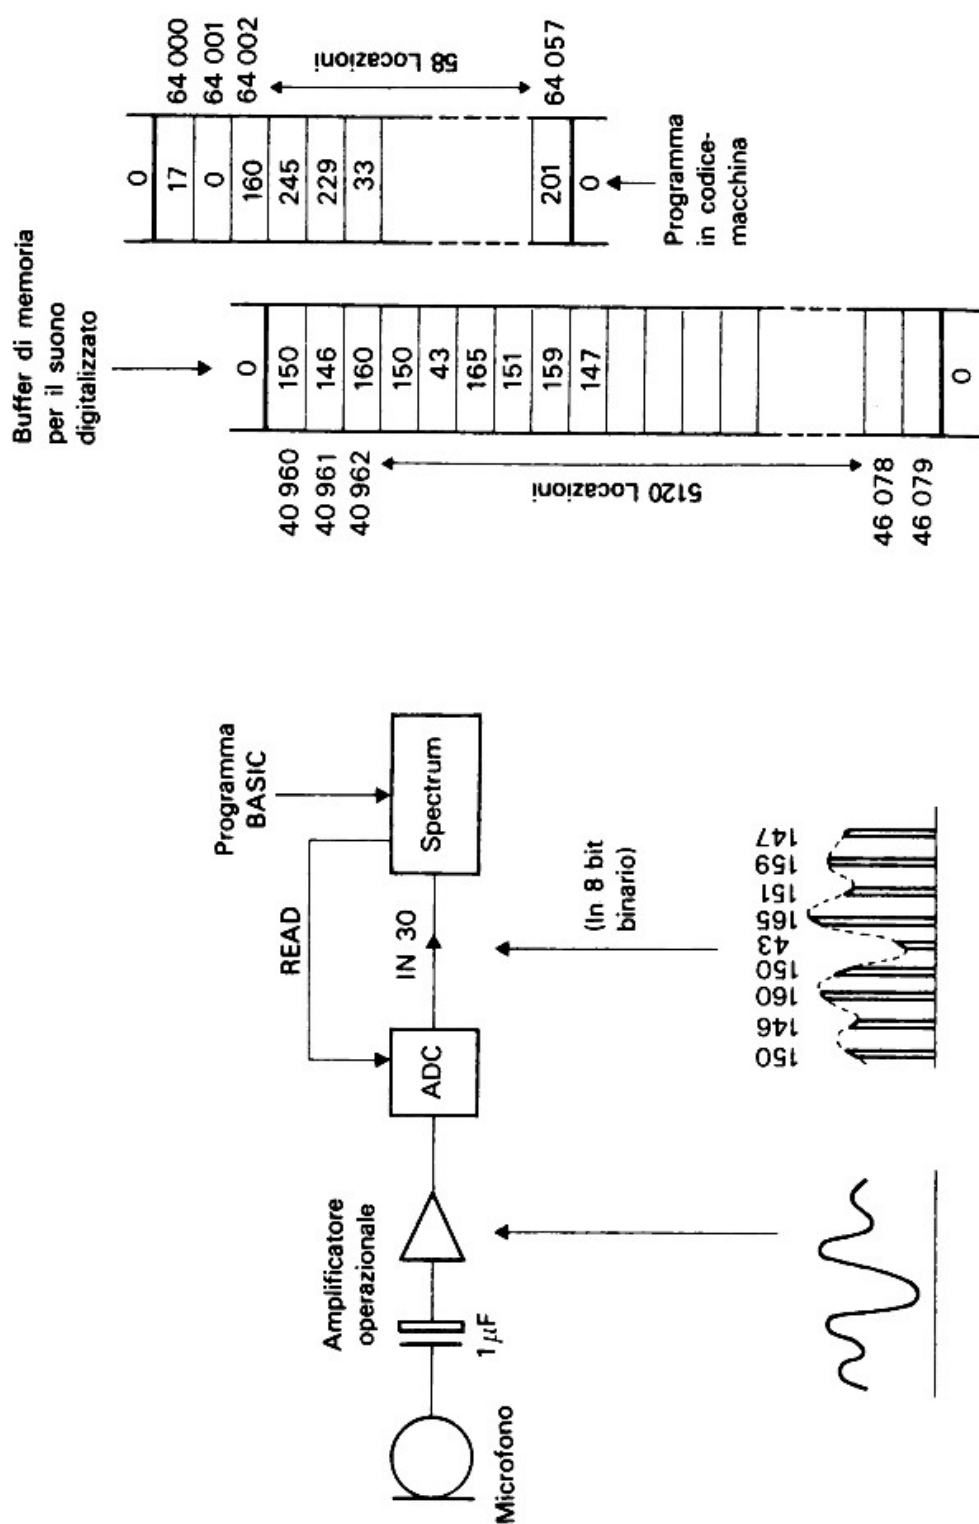 Microfono
1 µF
Amplificatore
operazionale
ADC
READ
IN 30
Spectrum
Programma
BASIC
(In 8 bit
binario)
150
146
160
150
43
165
151
159
147
Buffer di memoria
per il suono
digitalizzato
0
40 960
150
40 961
146
40 962
160
150
43
165
151
159
147
5120 Locazioni
46 078
46 079
0
0
17
64 000
0
64 001
160
64 002
245
229
33
58 Locazioni
201
64 057
0
Programma
in codice-
macchina